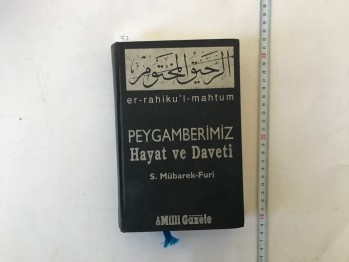 الرحيق المختوم
er-rahiku'l-mahtum
PEYGAMBERİMİZ
Hayat ve Daveti
S. Mübarek-Furi
Milli Gazete